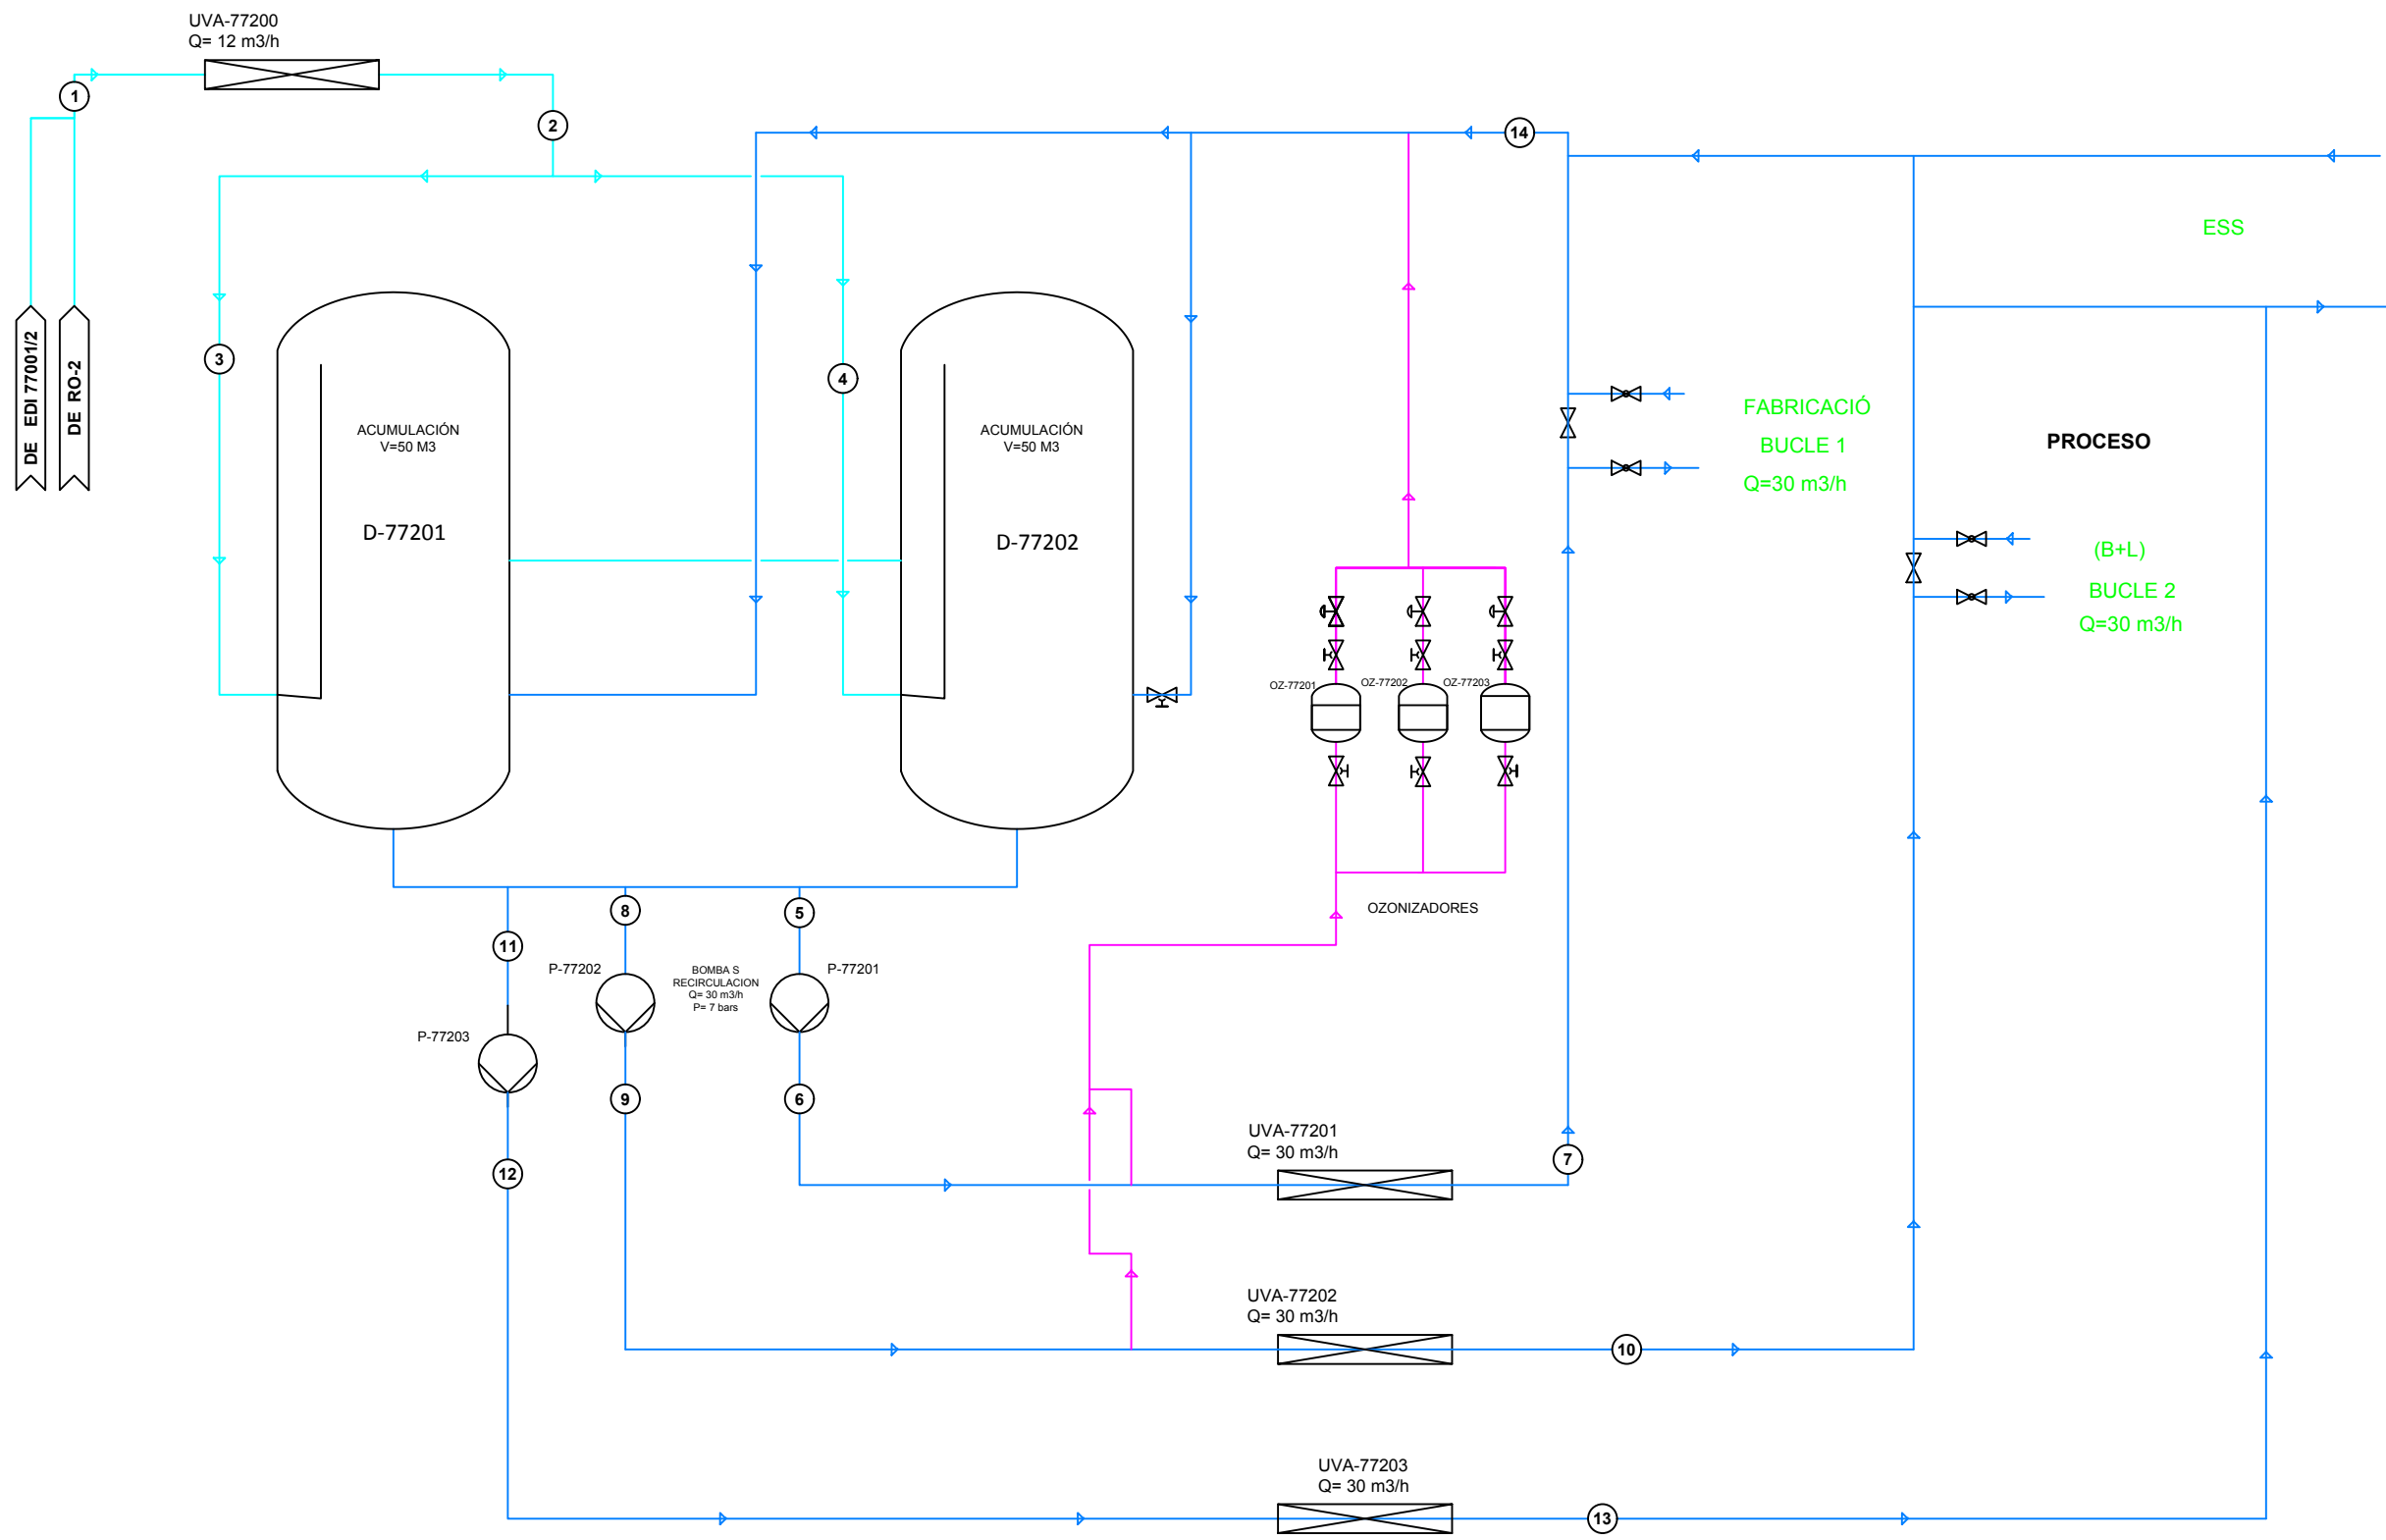 UVA-77200
Q= 12 m3/h
1
2
14
ESS
DE EDI 77001/2
DE RO-2
3
4
ACUMULACIÓN
V=50 M3
D-77201
ACUMULACIÓN
V=50 M3
D-77202
FABRICACIÓ
BUCLE 1
Q=30 m3/h
PROCESO
(B+L)
BUCLE 2
Q=30 m3/h
OZ-77201
OZ-77202
OZ-77203
OZONIZADORES
8
5
11
P-77202
BOMBA S
RECIRCULACION
Q= 30 m3/h
P= 7 bars
P-77201
P-77203
9
6
12
UVA-77201
Q= 30 m3/h
7
UVA-77202
Q= 30 m3/h
10
UVA-77203
Q= 30 m3/h
13